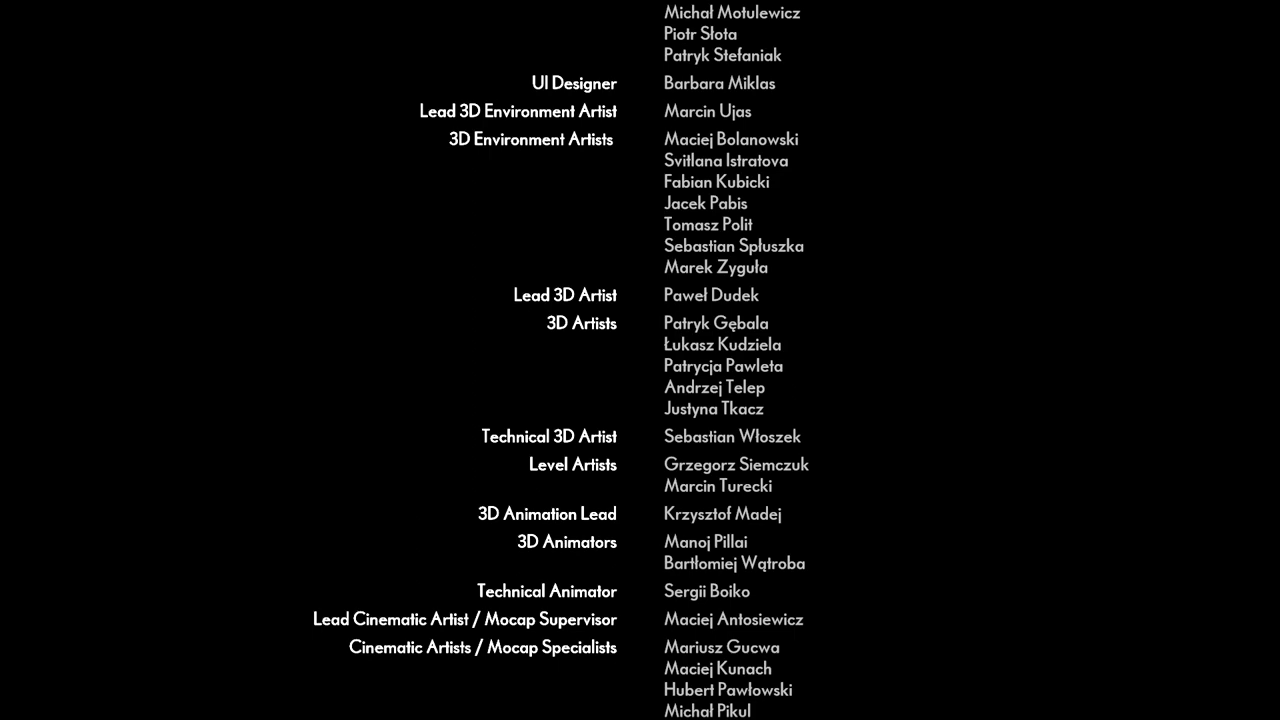 Michał Motulewicz
Piotr Słota
Patryk Stefaniak
UI Designer Barbara Miklas
Lead 3D Environment Artist Marcin Ujas
3D Environment Artists Maciej Bolanowski
Svitlana Istratova
Fabian Kubicki
Jacek Pabis
Tomasz Polit
Sebastian Spłuszka
Marek Zyguła
Lead 3D Artist Paweł Dudek
3D Artists Patryk Gębala
Łukasz Kudziela
Patrycja Pawleta
Andrzej Telep
Justyna Tkacz
Technical 3D Artist Sebastian Włoszek
Level Artists Grzegorz Siemczuk
Marcin Turecki
3D Animation Lead Krzysztof Madej
3D Animators Manoj Pillai
Bartłomiej Wątroba
Technical Animator Sergii Boiko
Lead Cinematic Artist / Mocap Supervisor Maciej Antosiewicz
Cinematic Artists / Mocap Specialists Mariusz Gucwa
Maciej Kunach
Hubert Pawłowski
Michał Pikul